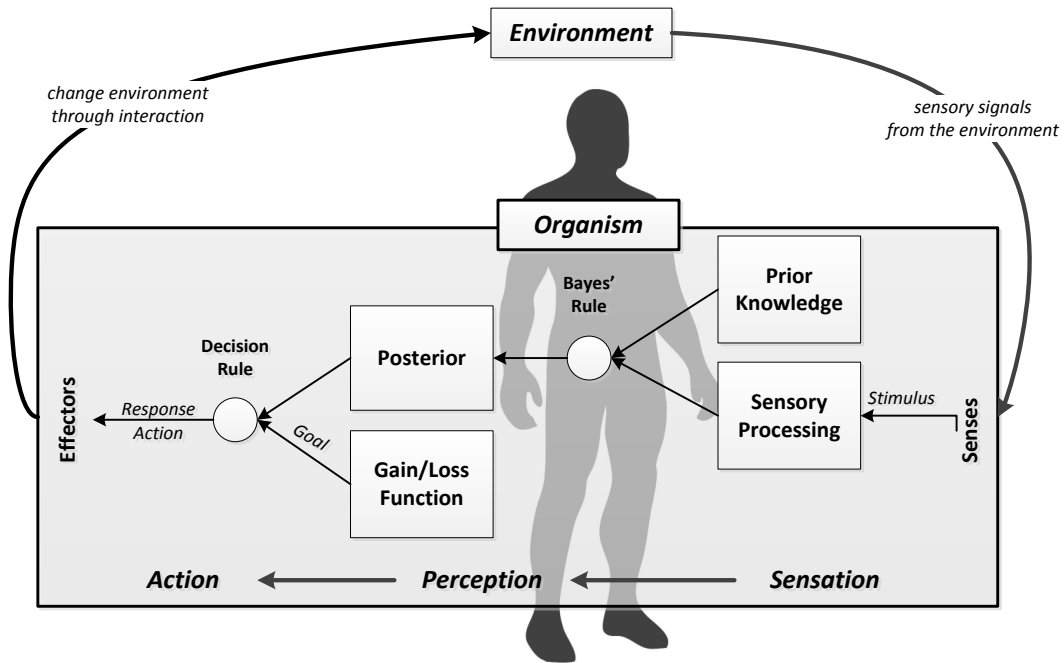 Environment
change environment
through interaction
sensory signals
from the environment
Organism
Prior
Knowledge
Bayes’
Rule
Posterior
Decision
Rule
Effectors
Response
Action
Goal
Gain/Loss
Function
Sensory
Processing
Stimulus
Senses
Action
Perception
Sensation